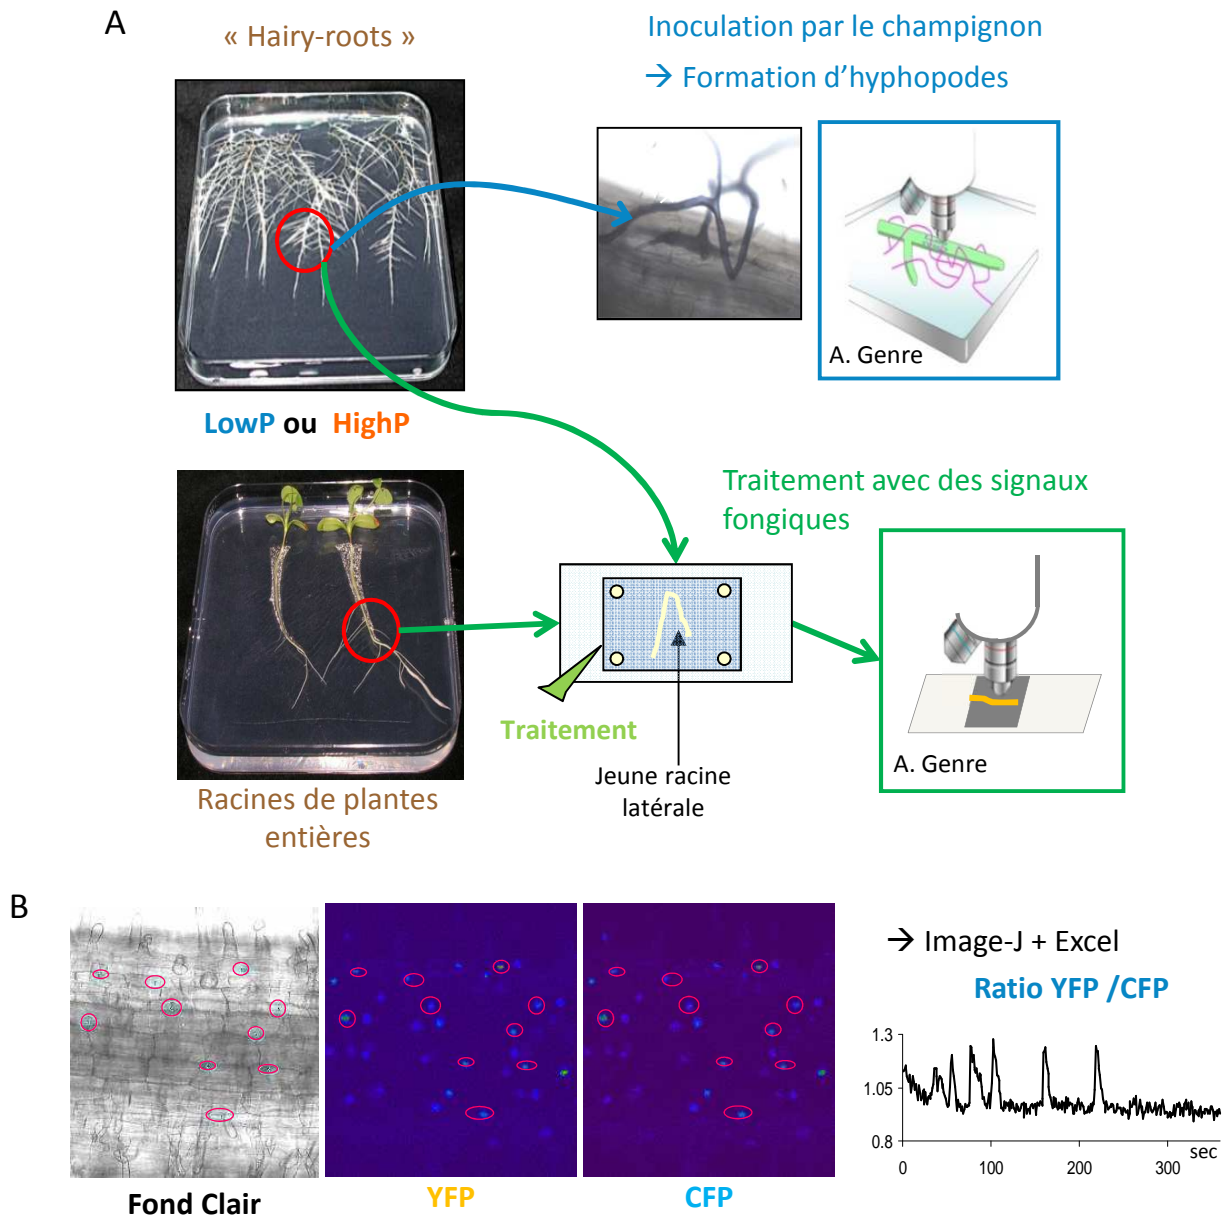 A
« Hairy-roots »
Inoculation par le champignon
→ Formation d’hyphopodes
A. Genre
LowP ou HighP
Traitement avec des signaux
fongiques
Traitement
Jeune racine
latérale
A. Genre
Racines de plantes
entières
B
→ Image-J + Excel
Ratio YFP /CFP
1.3
1.05
0.8
0
100
200
300
sec
Fond Clair
YFP
CFP